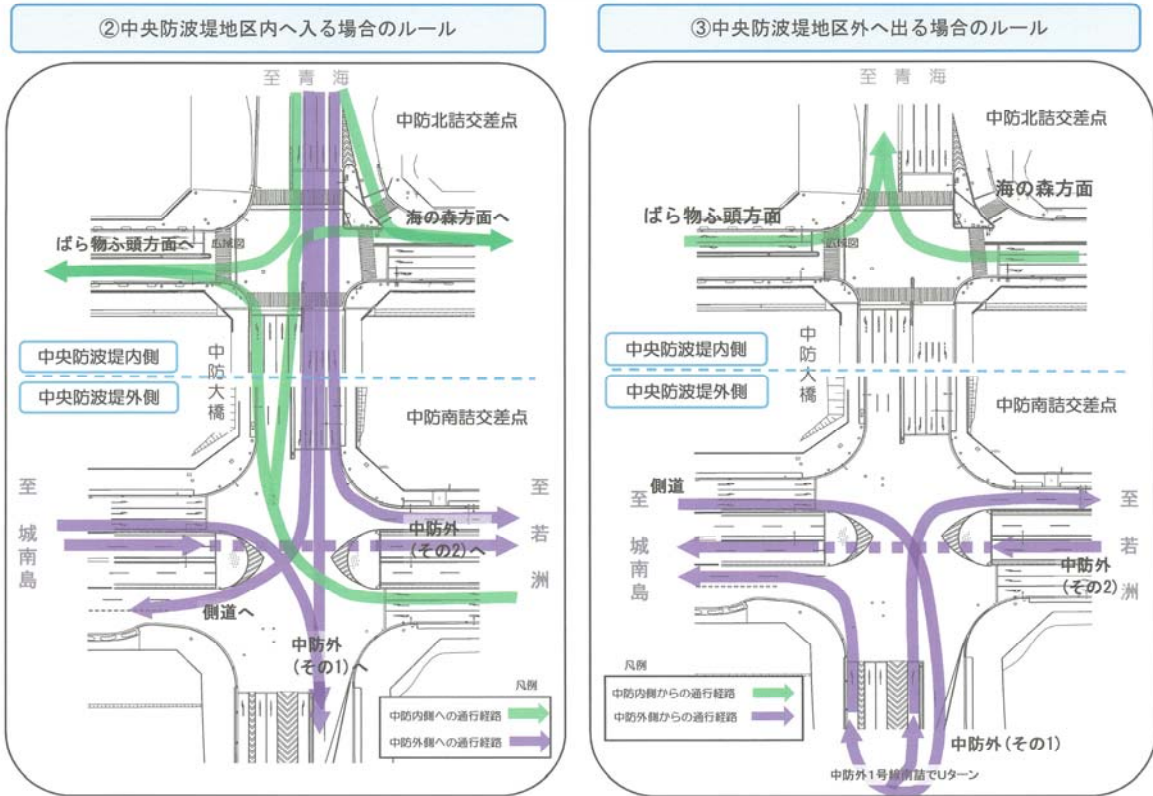 ②中央防波堤地区内へ入る場合のルール
至 青 海
中防北詰交差点
海の森方面へ
ばら物ふ頭方面へ
中央防波堤内側
中央防波堤外側
中防大橋
中防南詰交差点
至城南島
至若洲
中防外
(その2)へ
側道へ
中防外
(その1)へ
凡例
中防内側への通行経路
中防外側への通行経路
③中央防波堤地区外へ出る場合のルール
至 青 海
中防北詰交差点
海の森方面
ばら物ふ頭方面
中央防波堤内側
中央防波堤外側
中防大橋
中防南詰交差点
側道
至城南島
至若洲
中防外
(その2)
凡例
中防内側からの通行経路
中防外側からの通行経路
中防外(その1)
中防外1号線南詰でUターン